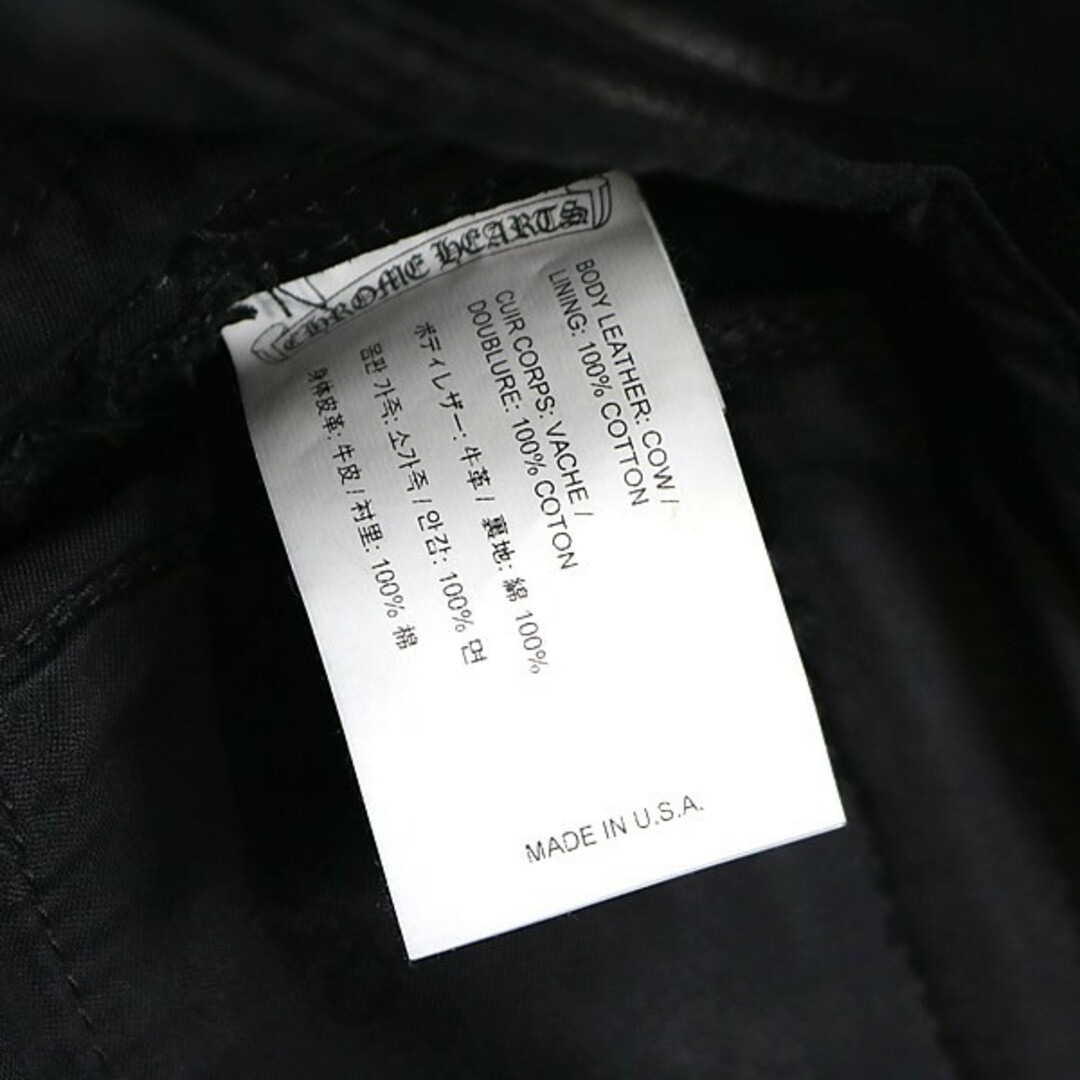 CHROME HEARTS
BODY LEATHER: COW /
LINING: 100% COTTON
CUIR CORPS: VACHE /
DOUBLURE: 100% COTON
ボディレザー: 牛革 / 裏地: 綿 100%
몸판 가죽: 소가죽 / 안감: 100% 면
身体皮革: 牛皮 / 衬里: 100% 棉
MADE IN U.S.A.